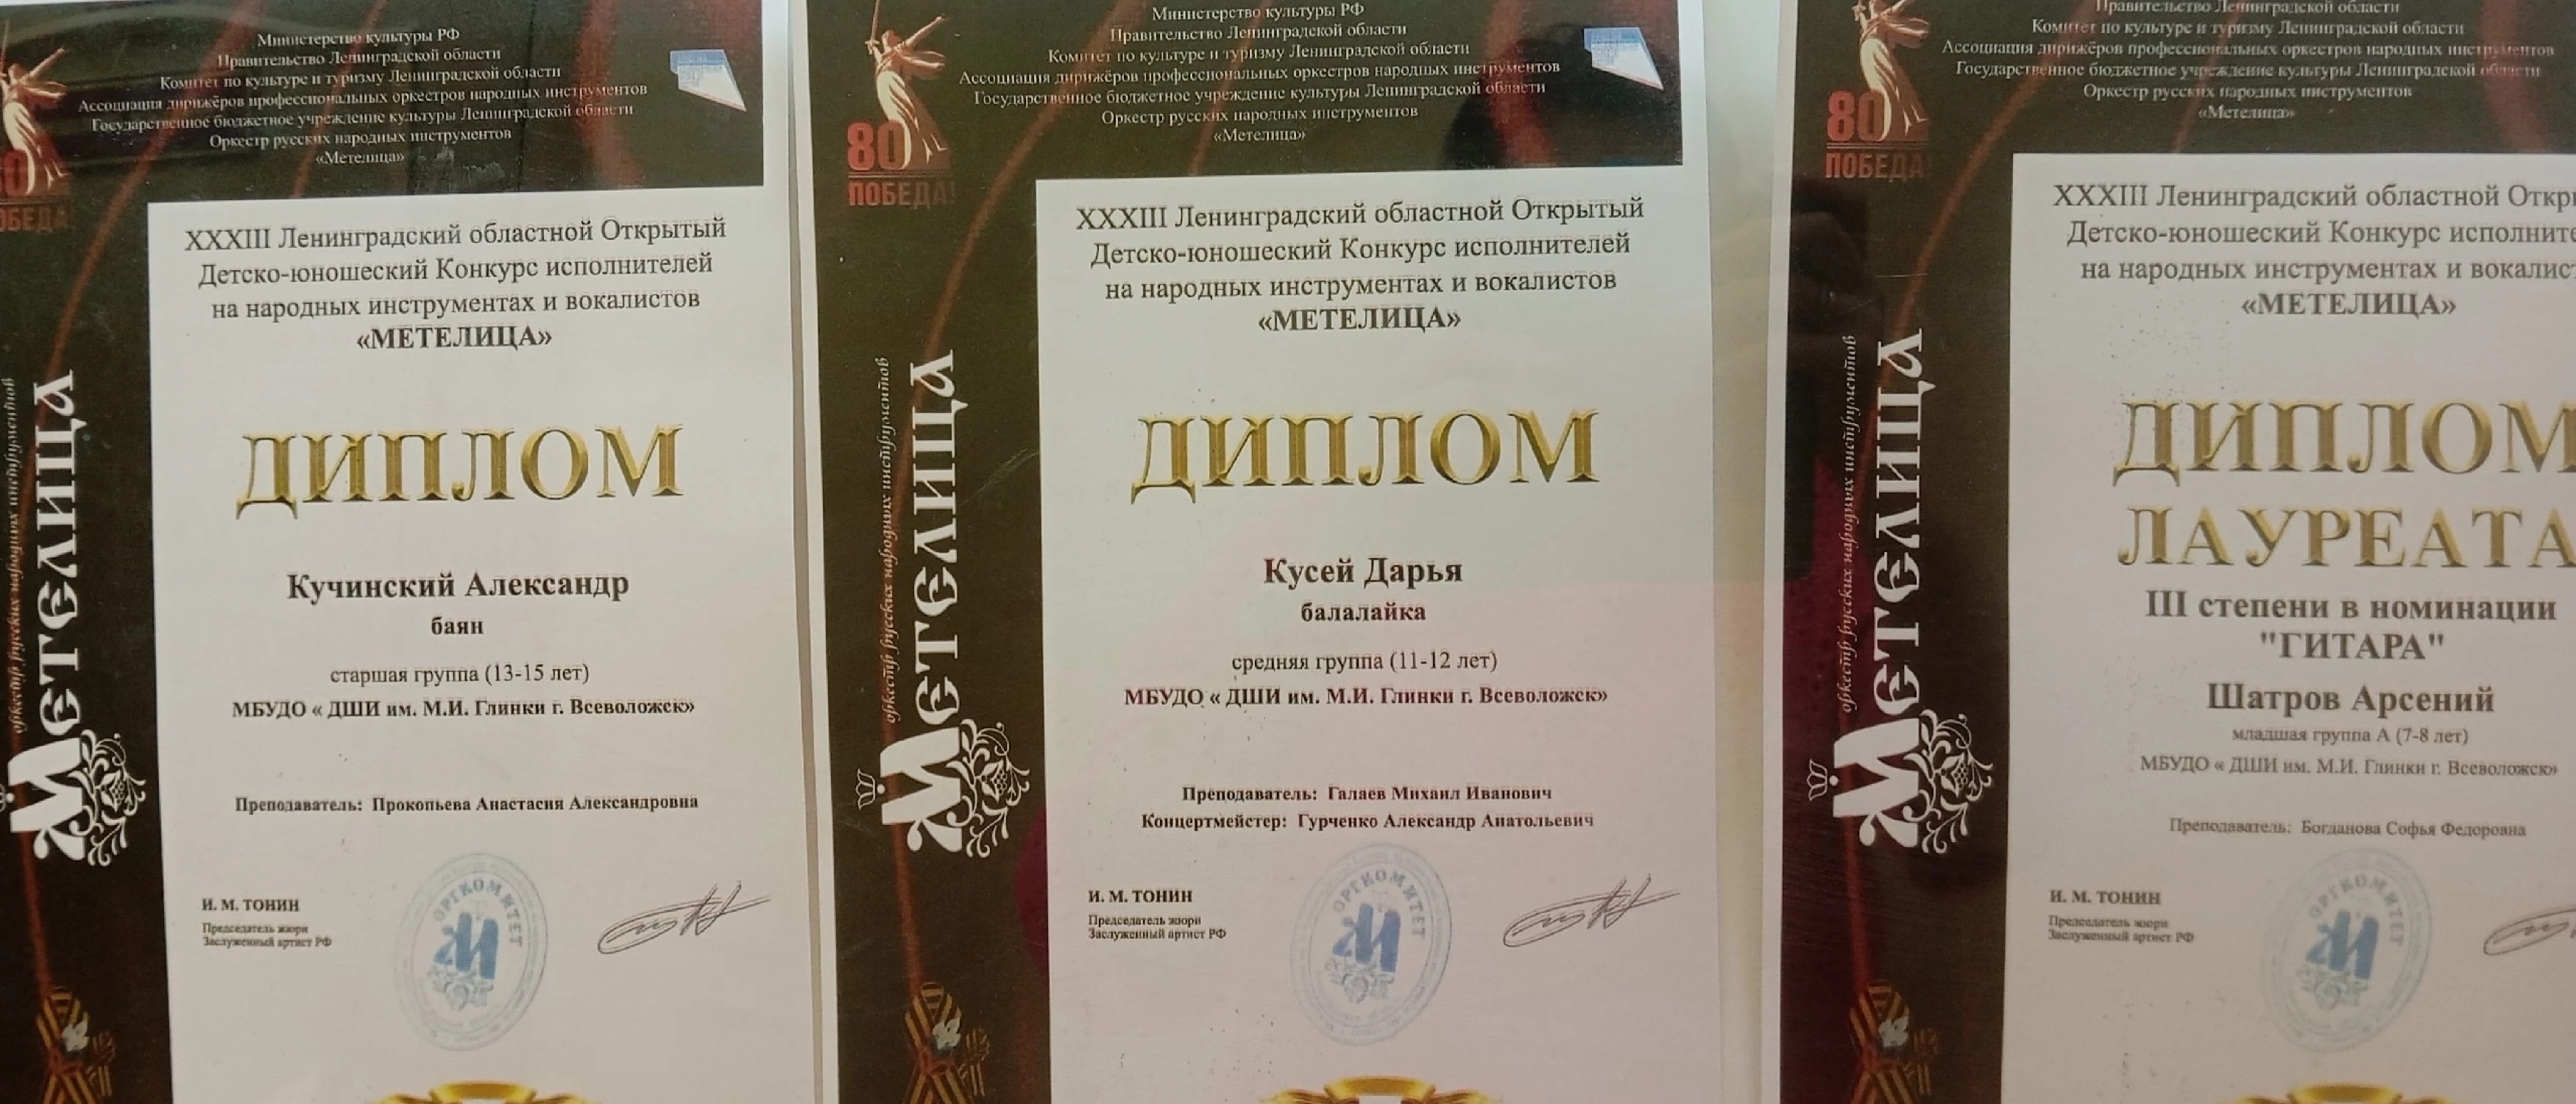 Министерство культуры РФ
Правительство Ленинградской области
Комитет по культуре и туризму Ленинградской области
Ассоциация дирижёров профессиональных оркестров народных инструментов
Государственное бюджетное учреждение культуры Ленинградской области
Оркестр русских народных инструментов
«Метелица»
XXXIII Ленинградский областной Открытый
Детско-юношеский Конкурс исполнителей
на народных инструментах и вокалистов
«МЕТЕЛИЦА»
ДИПЛОМ
Кучинский Александр
баян
старшая группа (13-15 лет)
МБУДО « ДШИ им. М.И. Глинки г. Всеволожск»
Преподаватель: Прокопьева Анастасия Александровна
И. М. ТОНИН
Председатель жюри
Заслуженный артист РФ
ОРГКОМИТЕТ
оркестр русских народных инструментов
Метелица
Министерство культуры РФ
Правительство Ленинградской области
Комитет по культуре и туризму Ленинградской области
Ассоциация дирижёров профессиональных оркестров народных инструментов
Государственное бюджетное учреждение культуры Ленинградской области
Оркестр русских народных инструментов
«Метелица»
80
ПОБЕДА!
XXXIII Ленинградский областной Открытый
Детско-юношеский Конкурс исполнителей
на народных инструментах и вокалистов
«МЕТЕЛИЦА»
ДИПЛОМ
Кусей Дарья
балалайка
средняя группа (11-12 лет)
МБУДО « ДШИ им. М.И. Глинки г. Всеволожск»
Преподаватель: Галаев Михаил Иванович
Концертмейстер: Гурченко Александр Анатольевич
И. М. ТОНИН
Председатель жюри
Заслуженный артист РФ
ОРГКОМИТЕТ
оркестр русских народных инструментов
Метелица
Правительство Ленинградской области
Комитет по культуре и туризму Ленинградской области
Ассоциация дирижёров профессиональных оркестров народных инструментов
Государственное бюджетное учреждение культуры Ленинградской области
Оркестр русских народных инструментов
«Метелица»
80
ПОБЕДА!
XXXIII Ленинградский областной
Детско-юношеский Конкурс
на народных инструментах и
«МЕТЕЛИЦА»
ДИПЛОМ
ЛАУРЕАТА
III степени в номинации
"ГИТАРА"
Шатров Арсений
младшая группа А (7-8 лет)
МБУДО « ДШИ им. М.И. Глинки г. Всеволожск»
Преподаватель: Богданова Софья Федоровна
И. М. ТОНИН
Председатель жюри
Заслуженный артист РФ
ОРГКОМИТЕТ
оркестр русских народных инструментов
Метелица